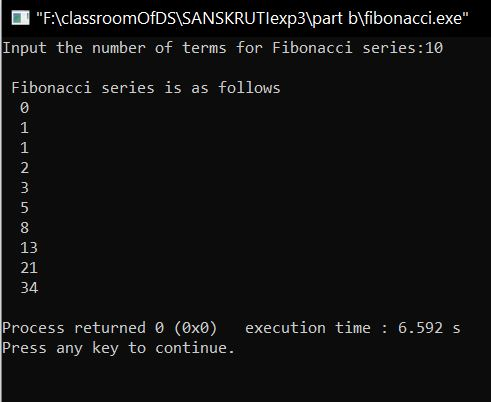 "F:\classroomOfDS\SANSKRUTIexp3\part b\fibonacci.exe"
Input the number of terms for Fibonacci series:10
Fibonacci series is as follows
0
1
1
2
3
5
8
13
21
34
Process returned 0 (0x0)   execution time : 6.592 s
Press any key to continue.